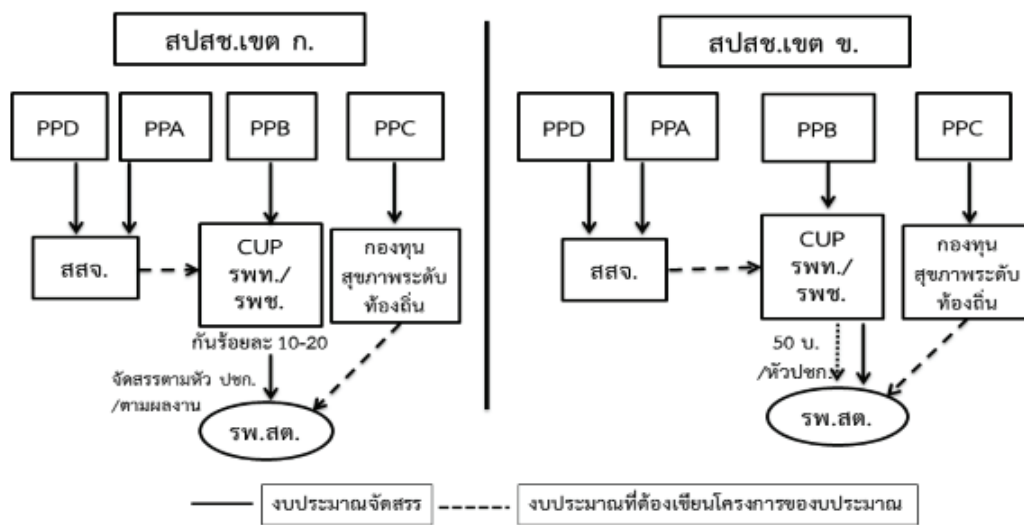 สปสช.เขต ก.
PPD
PPA
PPB
PPC
สสจ.
CUP
รพท./
รพช.
กองทุน
สุขภาพระดับ
ท้องถิ่น
กันร้อยละ 10-20
จัดสรรตามหัว ปชก.
/ตามผลงาน
รพ.สต.
สปสช.เขต ข.
PPD
PPA
PPB
PPC
สสจ.
CUP
รพท./
รพช.
กองทุน
สุขภาพระดับ
ท้องถิ่น
50 บ.
/หัวปชก.
รพ.สต.
งบประมาณจัดสรร
งบประมาณที่ต้องเขียนโครงการของบประมาณ